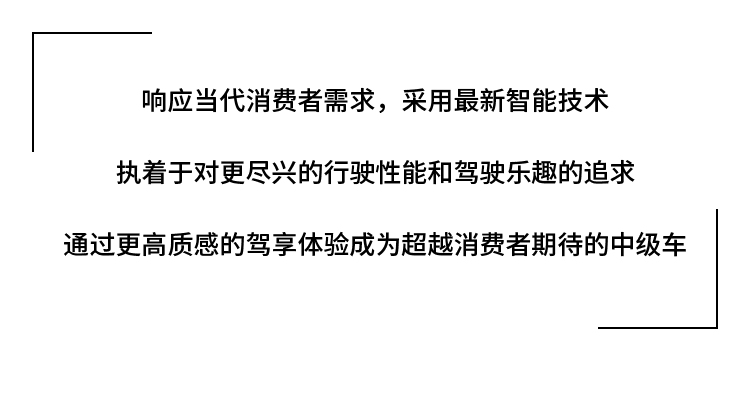 响应当代消费者需求，采用最新智能技术
执着于对更尽兴的行驶性能和驾驶乐趣的追求
通过更高质感的驾享体验成为超越消费者期待的中级车